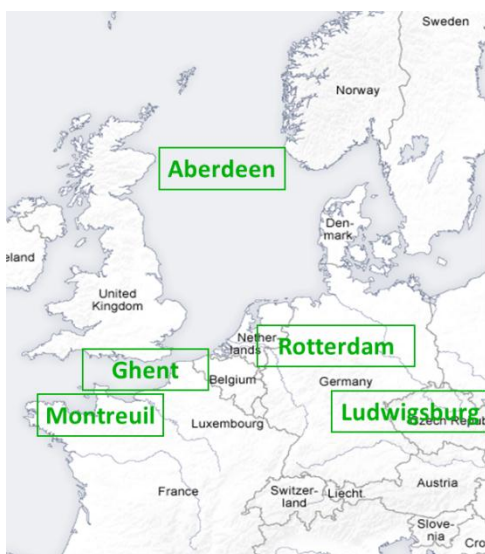 Sweden
Norway
Aberdeen
Den-
mark
eland
United
Kingdom
Nether-
lands
Rotterdam
Ghent
Belgium
Germany
Montreuil
Ludwigsburg
Luxembourg
Czech Repub
France
Switzer-
land
Liecht.
Austria
Slove-
nia
Cro